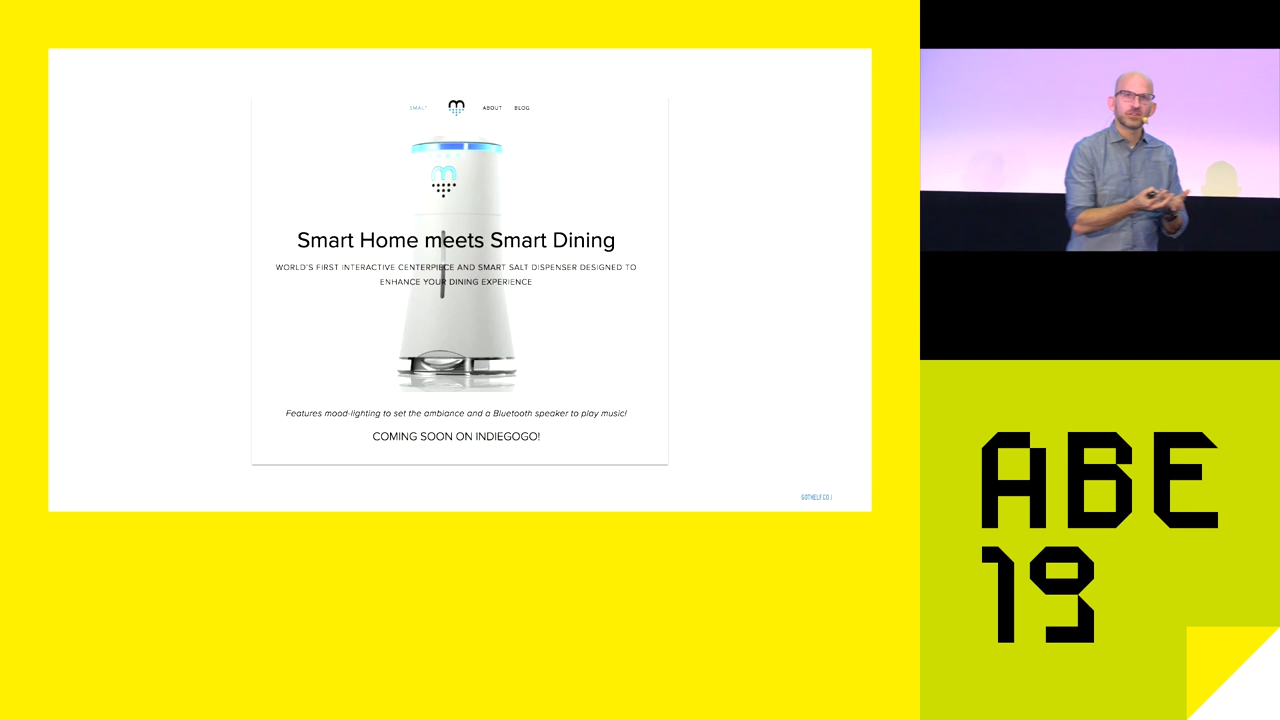 SMALT
ABOUT
BLOG
Smart Home meets Smart Dining
WORLD'S FIRST INTERACTIVE CENTERPIECE AND SMART SALT DISPENSER DESIGNED TO
ENHANCE YOUR DINING EXPERIENCE
Features mood-lighting to set the ambiance and a Bluetooth speaker to play music!
COMING SOON ON INDIEGOGO!
GOTHELF.CO /
ABE
19